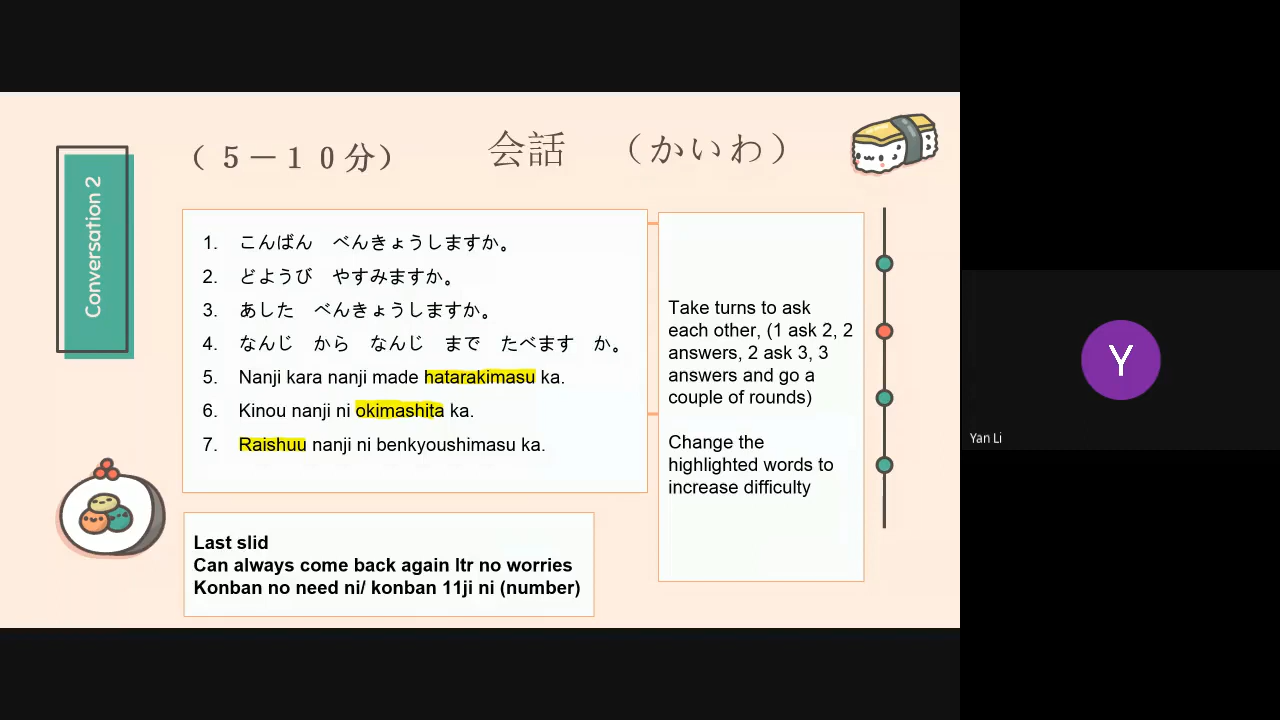 Conversation 2
（５－１０分）
会話　（かいわ）
1. こんばん　べんきょうしますか。
2. どようび　やすみますか。
3. あした　べんきょうしますか。
4. なんじ　から　なんじ　まで　たべます　か。
5. Nanji kara nanji made hatarakimasu ka.
6. Kinou nanji ni okimashita ka.
7. Raishuu nanji ni benkyoushimasu ka.
Take turns to ask
each other, (1 ask 2, 2
answers, 2 ask 3, 3
answers and go a
couple of rounds)
Change the
highlighted words to
increase difficulty
Last slid
Can always come back again ltr no worries
Konban no need ni/ konban 11ji ni (number)
Y
Yan Li